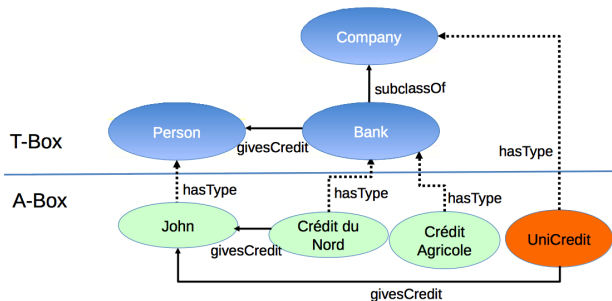 Company
subclassOf
Person
Bank
givesCredit
T-Box
hasType
A-Box
hasType
hasType
hasType
John
Crédit du
Nord
Crédit
Agricole
UniCredit
givesCredit
givesCredit